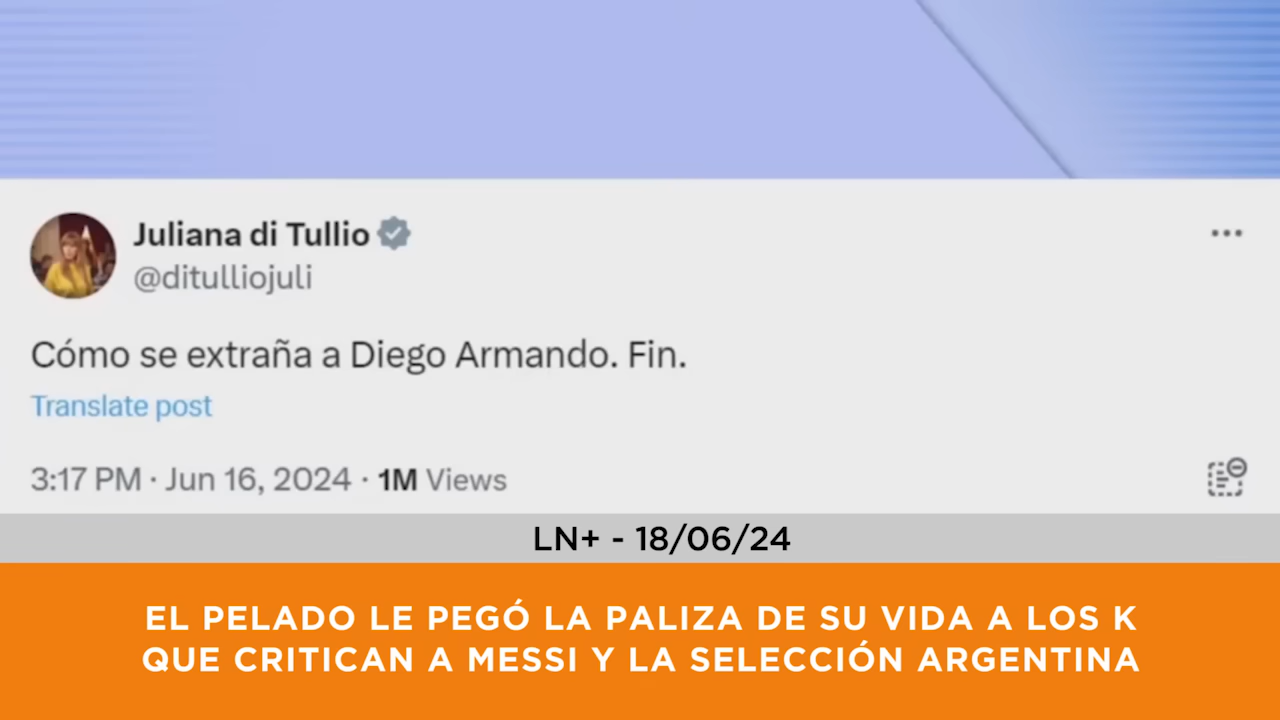 Juliana di Tullio
@ditulliojuli
Cómo se extraña a Diego Armando. Fin.
Translate post
3:17 PM · Jun 16, 2024 · 1M Views
LN+ - 18/06/24
EL PELADO LE PEGÓ LA PALIZA DE SU VIDA A LOS K
QUE CRITICAN A MESSI Y LA SELECCIÓN ARGENTINA